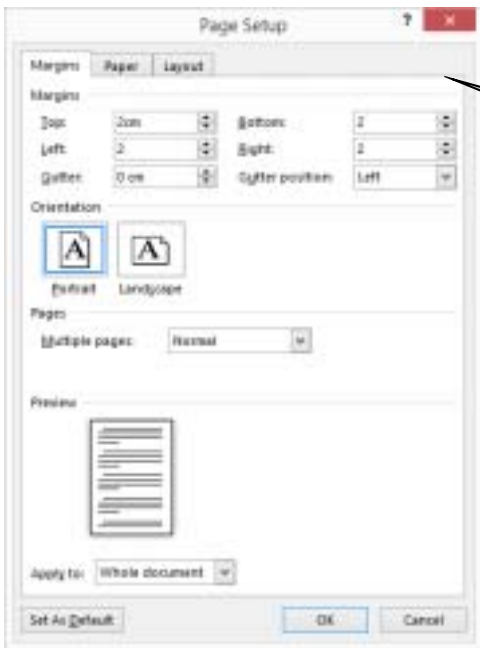 Page Setup ?
Margins Paper Layout
Margins
Top: 2cm Bottom: 2
Left: 2 Right: 2
Gutter: 0 cm Gutter position: Left
Orientation
A A
Portrait Landscape
Pages
Multiple pages: Normal
Preview
Apply to: Whole document
Set As Default OK Cancel